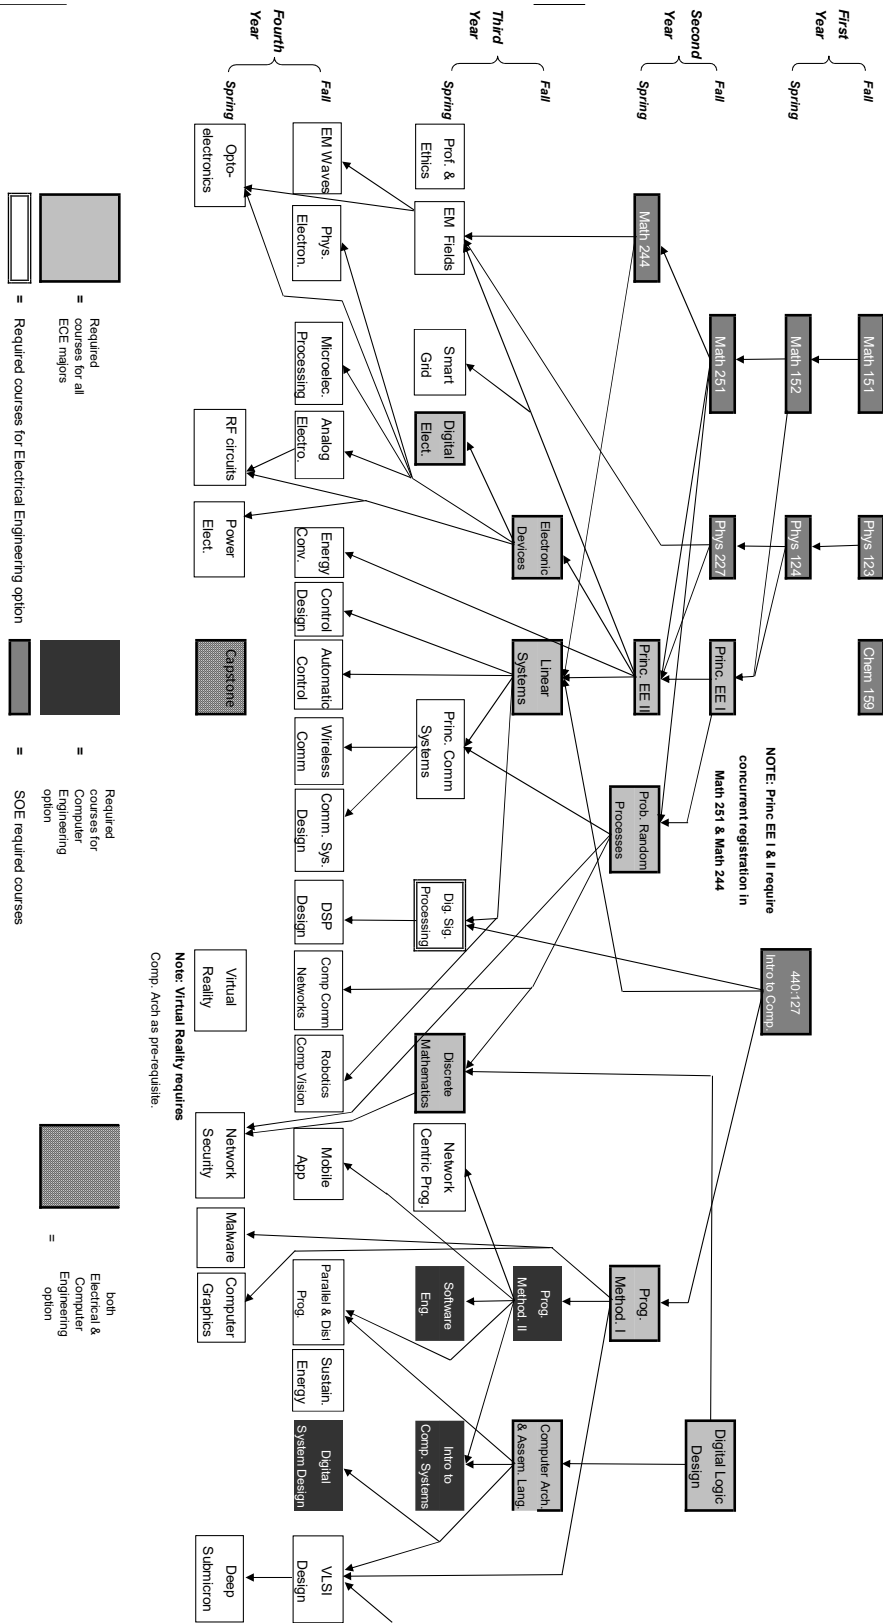 First
Year
Fall
Spring
Second
Year
Fall
Spring
Third
Year
Fall
Spring
Fourth
Year
Fall
Spring
Math 151
Phys 123
Chem 159
Math 152
Phys 124
440:127
Intro to Comp.
NOTE: Princ EE I & II require
concurrent registration in
Math 251 & Math 244
Math 251
Phys 227
Princ. EE I
Digital Logic
Design
Math 244
Princ. EE II
Prob. Random
Processes
Prog.
Method. I
Electronic
Devices
Linear
Systems
Prog.
Method. II
Computer Arch.
& Assem. Lang.
Prof. &
Ethics
EM Fields
Smart
Grid
Digital
Elect.
Princ. Comm
Systems
Dig. Sig.
Processing
Discrete
Mathematics
Network
Centric Prog.
Software
Eng.
Intro to
Comp. Systems
EM Waves
Phys.
Electron.
Microelec.
Processing
Analog
Electro.
Energy
Conv.
Control
Design
Automatic
Control
Wireless
Comm
Comm. Sys.
Design
DSP
Design
Comp Comm
Networks
Robotics
Comp Vision
Mobile
App
Parallel & Dist
Prog.
Sustain.
Energy
Digital
System Design
VLSI
Design
Opto-
electronics
RF circuits
Power
Elect.
Capstone
Virtual
Reality
Network
Security
Malware
Computer
Graphics
Deep
Submicron
Note: Virtual Reality requires
Comp. Arch as pre-requisite.
=
Required
courses for all
ECE majors
=
Required
courses for
Computer
Engineering
option
=
both
Electrical &
Computer
Engineering
option
=
Required courses for Electrical Engineering option
=
SOE required courses